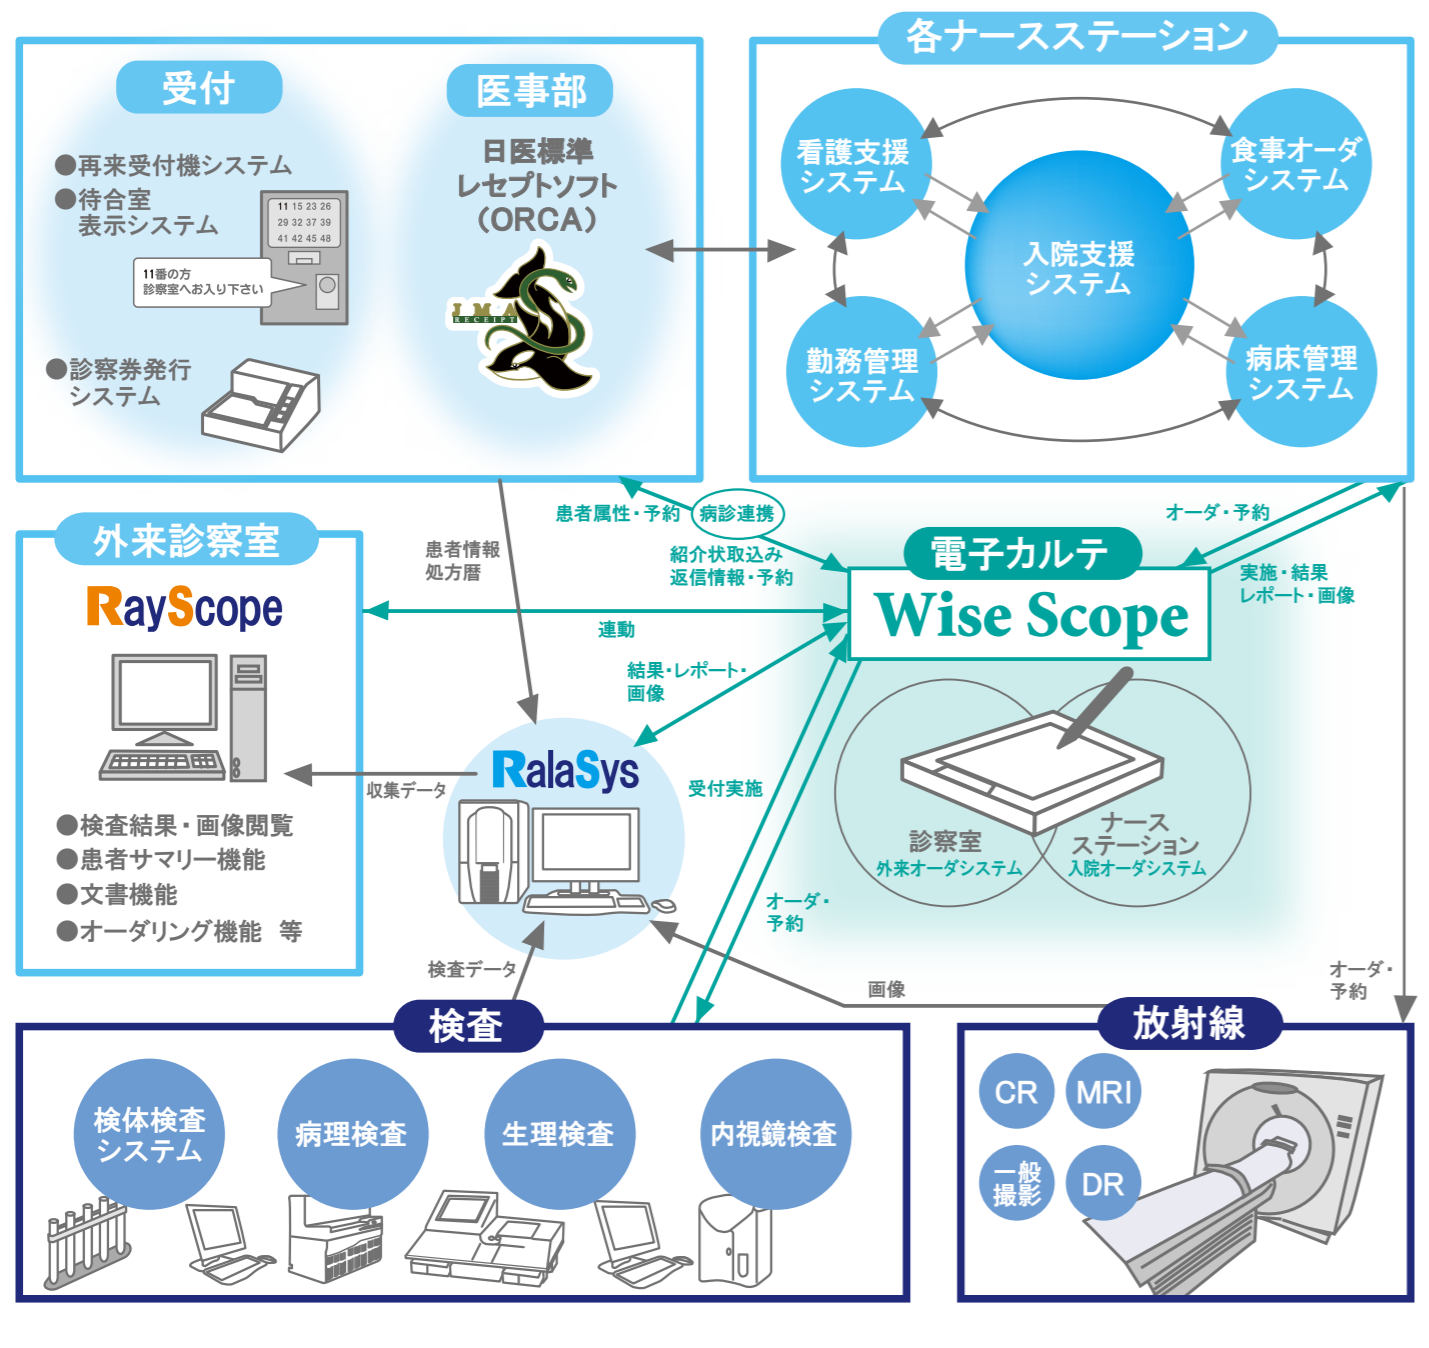 受付
●再来受付機システム
●待合室
表示システム
11 15 23 26
29 32 37 39
41 42 45 48
11番の方
診察室へお入り下さい
●診察券発行
システム
医事部
日医標準
レセプトソフト
（ORCA）
JMA
RECEIPT
各ナースステーション
看護支援
システム
食事オーダ
システム
入院支援
システム
勤務管理
システム
病床管理
システム
患者属性・予約
病診連携
紹介状取込み
返信情報・予約
オーダ・予約
実施・結果
レポート・画像
患者情報
処方暦
外来診察室
RayScope
●検査結果・画像閲覧
●患者サマリー機能
●文書機能
●オーダリング機能　等
連動
結果・レポート・
画像
電子カルテ
Wise Scope
診察室
外来オーダシステム
ナース
ステーション
入院オーダシステム
RalaSys
収集データ
受付実施
オーダ・
予約
検査データ
画像
オーダ・
予約
検査
検体検査
システム
病理検査
生理検査
内視鏡検査
放射線
CR
MRI
一般
撮影
DR